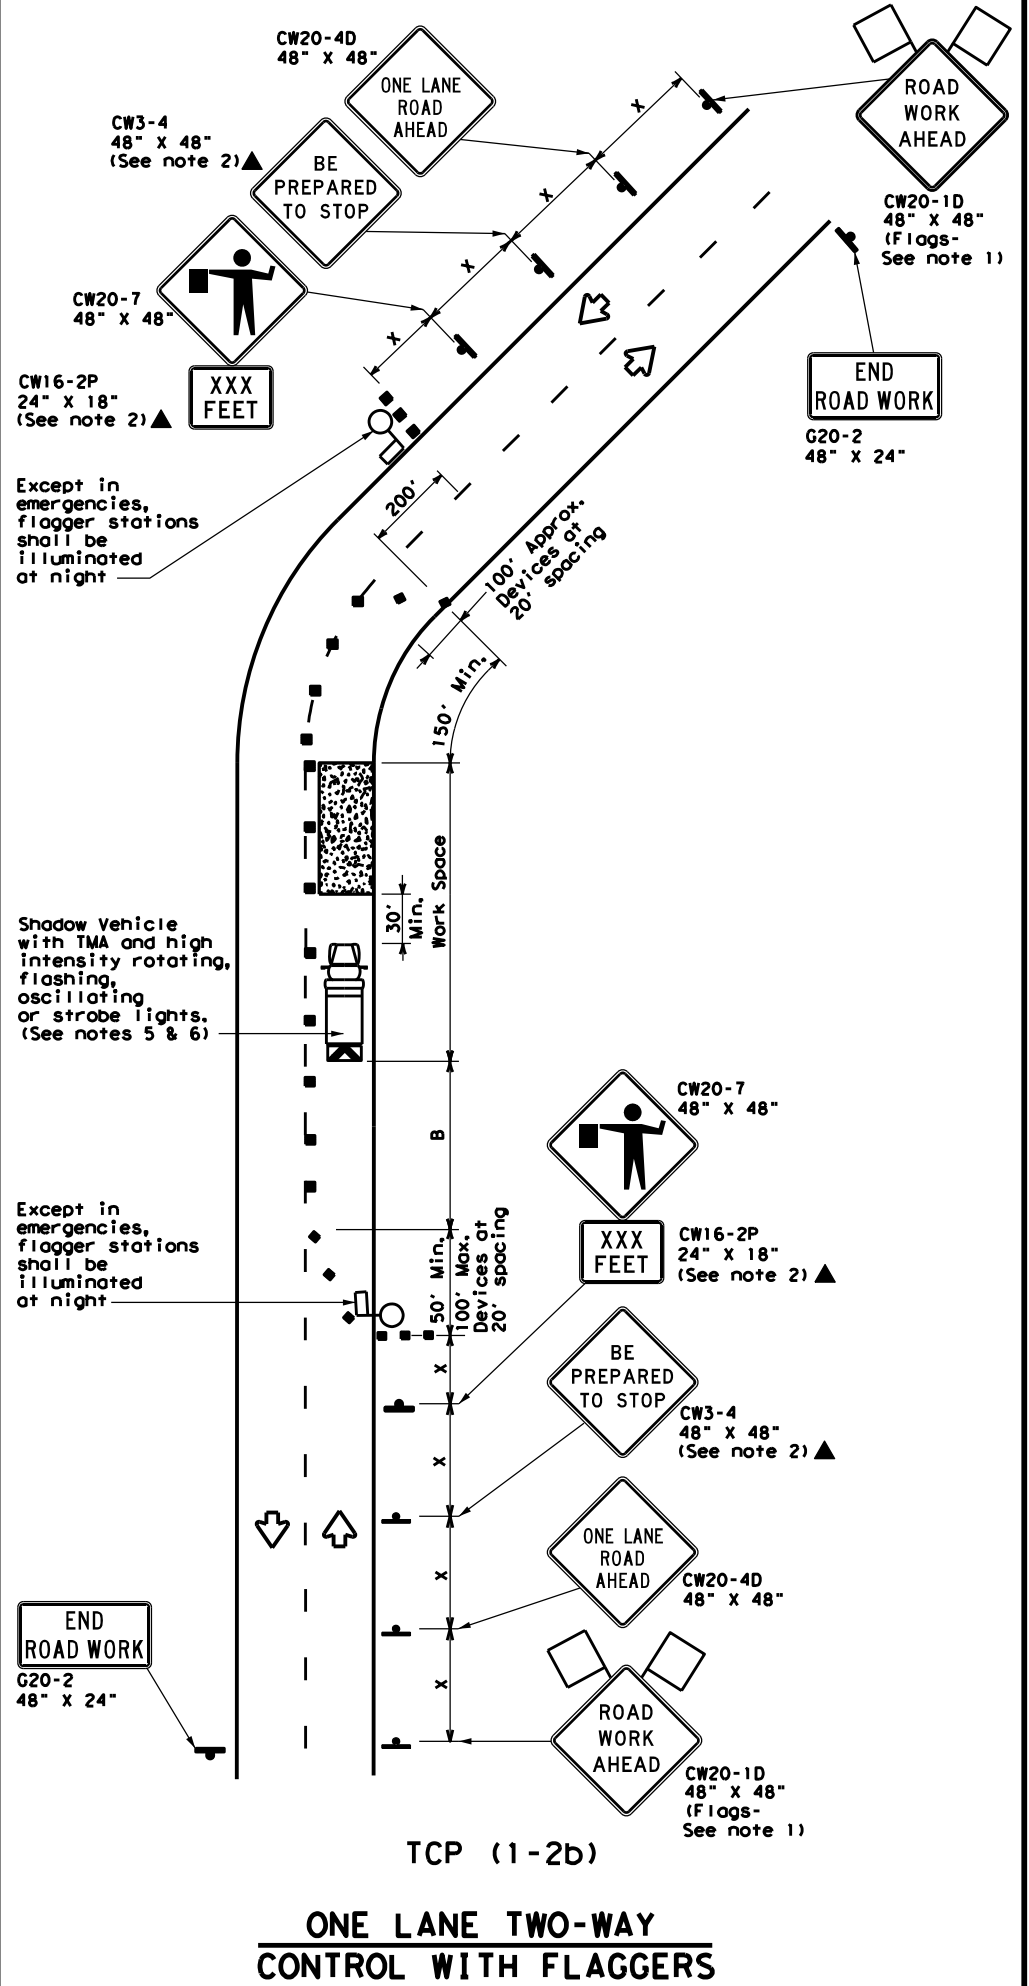 CW20-4D
48" X 48"
ONE LANE
ROAD
AHEAD
ROAD
WORK
AHEAD
CW20-1D
48" X 48"
(Flags-
See note 1)
X
CW3-4
48" X 48"
(See note 2)
BE
PREPARED
TO STOP
X
CW20-7
48" X 48"
X
X
CW16-2P
24" X 18"
(See note 2)
XXX
FEET
END
ROAD WORK
G20-2
48" X 24"
Except in
emergencies,
flagger stations
shall be
illuminated
at night
200'
100' Approx.
Devices at
20' spacing
150' Min.
Work Space
30'
Min.
Shadow Vehicle
with TMA and high
intensity rotating,
flashing,
oscillating
or strobe lights.
(See notes 5 & 6)
B
CW20-7
48" X 48"
XXX
FEET
CW16-2P
24" X 18"
(See note 2)
Except in
emergencies,
flagger stations
shall be
illuminated
at night
50' Min.
100' Max.
Devices at
20' spacing
X
BE
PREPARED
TO STOP
CW3-4
48" X 48"
(See note 2)
X
ONE LANE
ROAD
AHEAD
CW20-4D
48" X 48"
X
END
ROAD WORK
G20-2
48" X 24"
X
ROAD
WORK
AHEAD
CW20-1D
48" X 48"
(Flags-
See note 1)
TCP (1-2b)
ONE LANE TWO-WAY
CONTROL WITH FLAGGERS